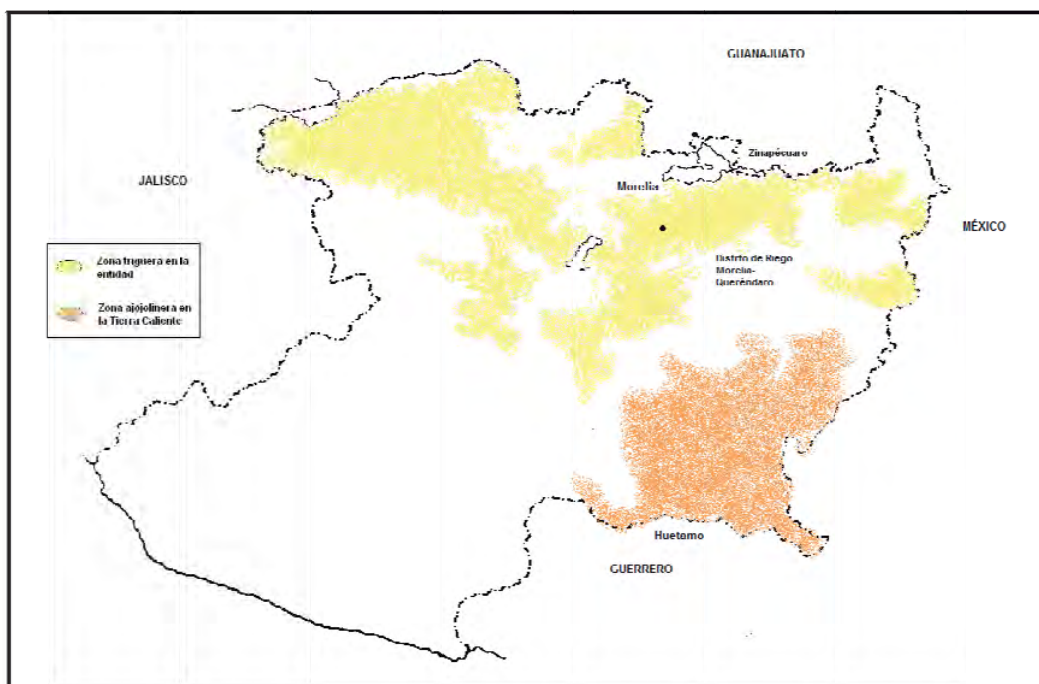 GUANAJUATO
Zinapécuaro
JALISCO
Morelia
MÉXICO
Distrito de Riego
Morelia-
Queréndaro
Zona triguera en la
entidad
Zona ajojolinera en
la Tierra Caliente
Huetamo
GUERRERO